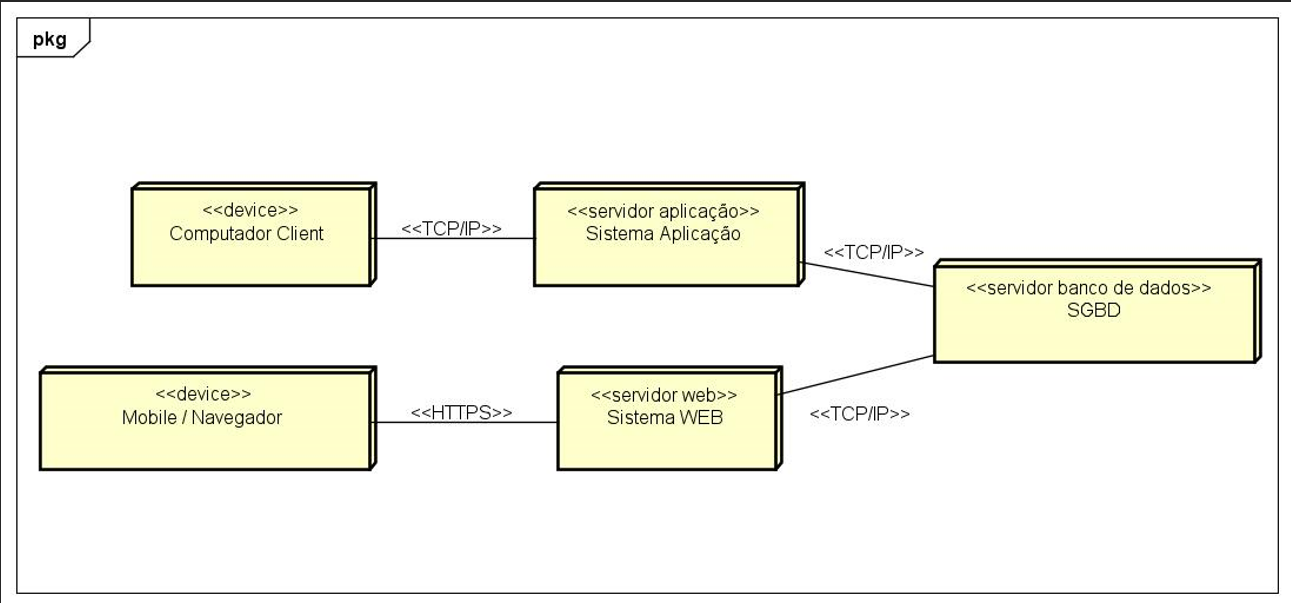 pkg
<<device>>
Computador Client
<<TCP/IP>>
<<servidor aplicação>>
Sistema Aplicação
<<TCP/IP>>
<<servidor banco de dados>>
SGBD
<<device>>
Mobile / Navegador
<<HTTPS>>
<<servidor web>>
Sistema WEB
<<TCP/IP>>